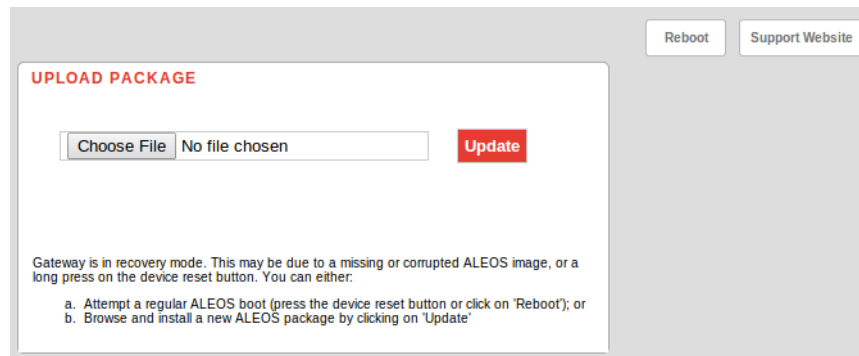 Reboot
Support Website
UPLOAD PACKAGE
Choose File No file chosen
Update
Gateway is in recovery mode. This may be due to a missing or corrupted ALEOS image, or a
long press on the device reset button. You can either:
a. Attempt a regular ALEOS boot (press the device reset button or click on 'Reboot'); or
b. Browse and install a new ALEOS package by clicking on 'Update'